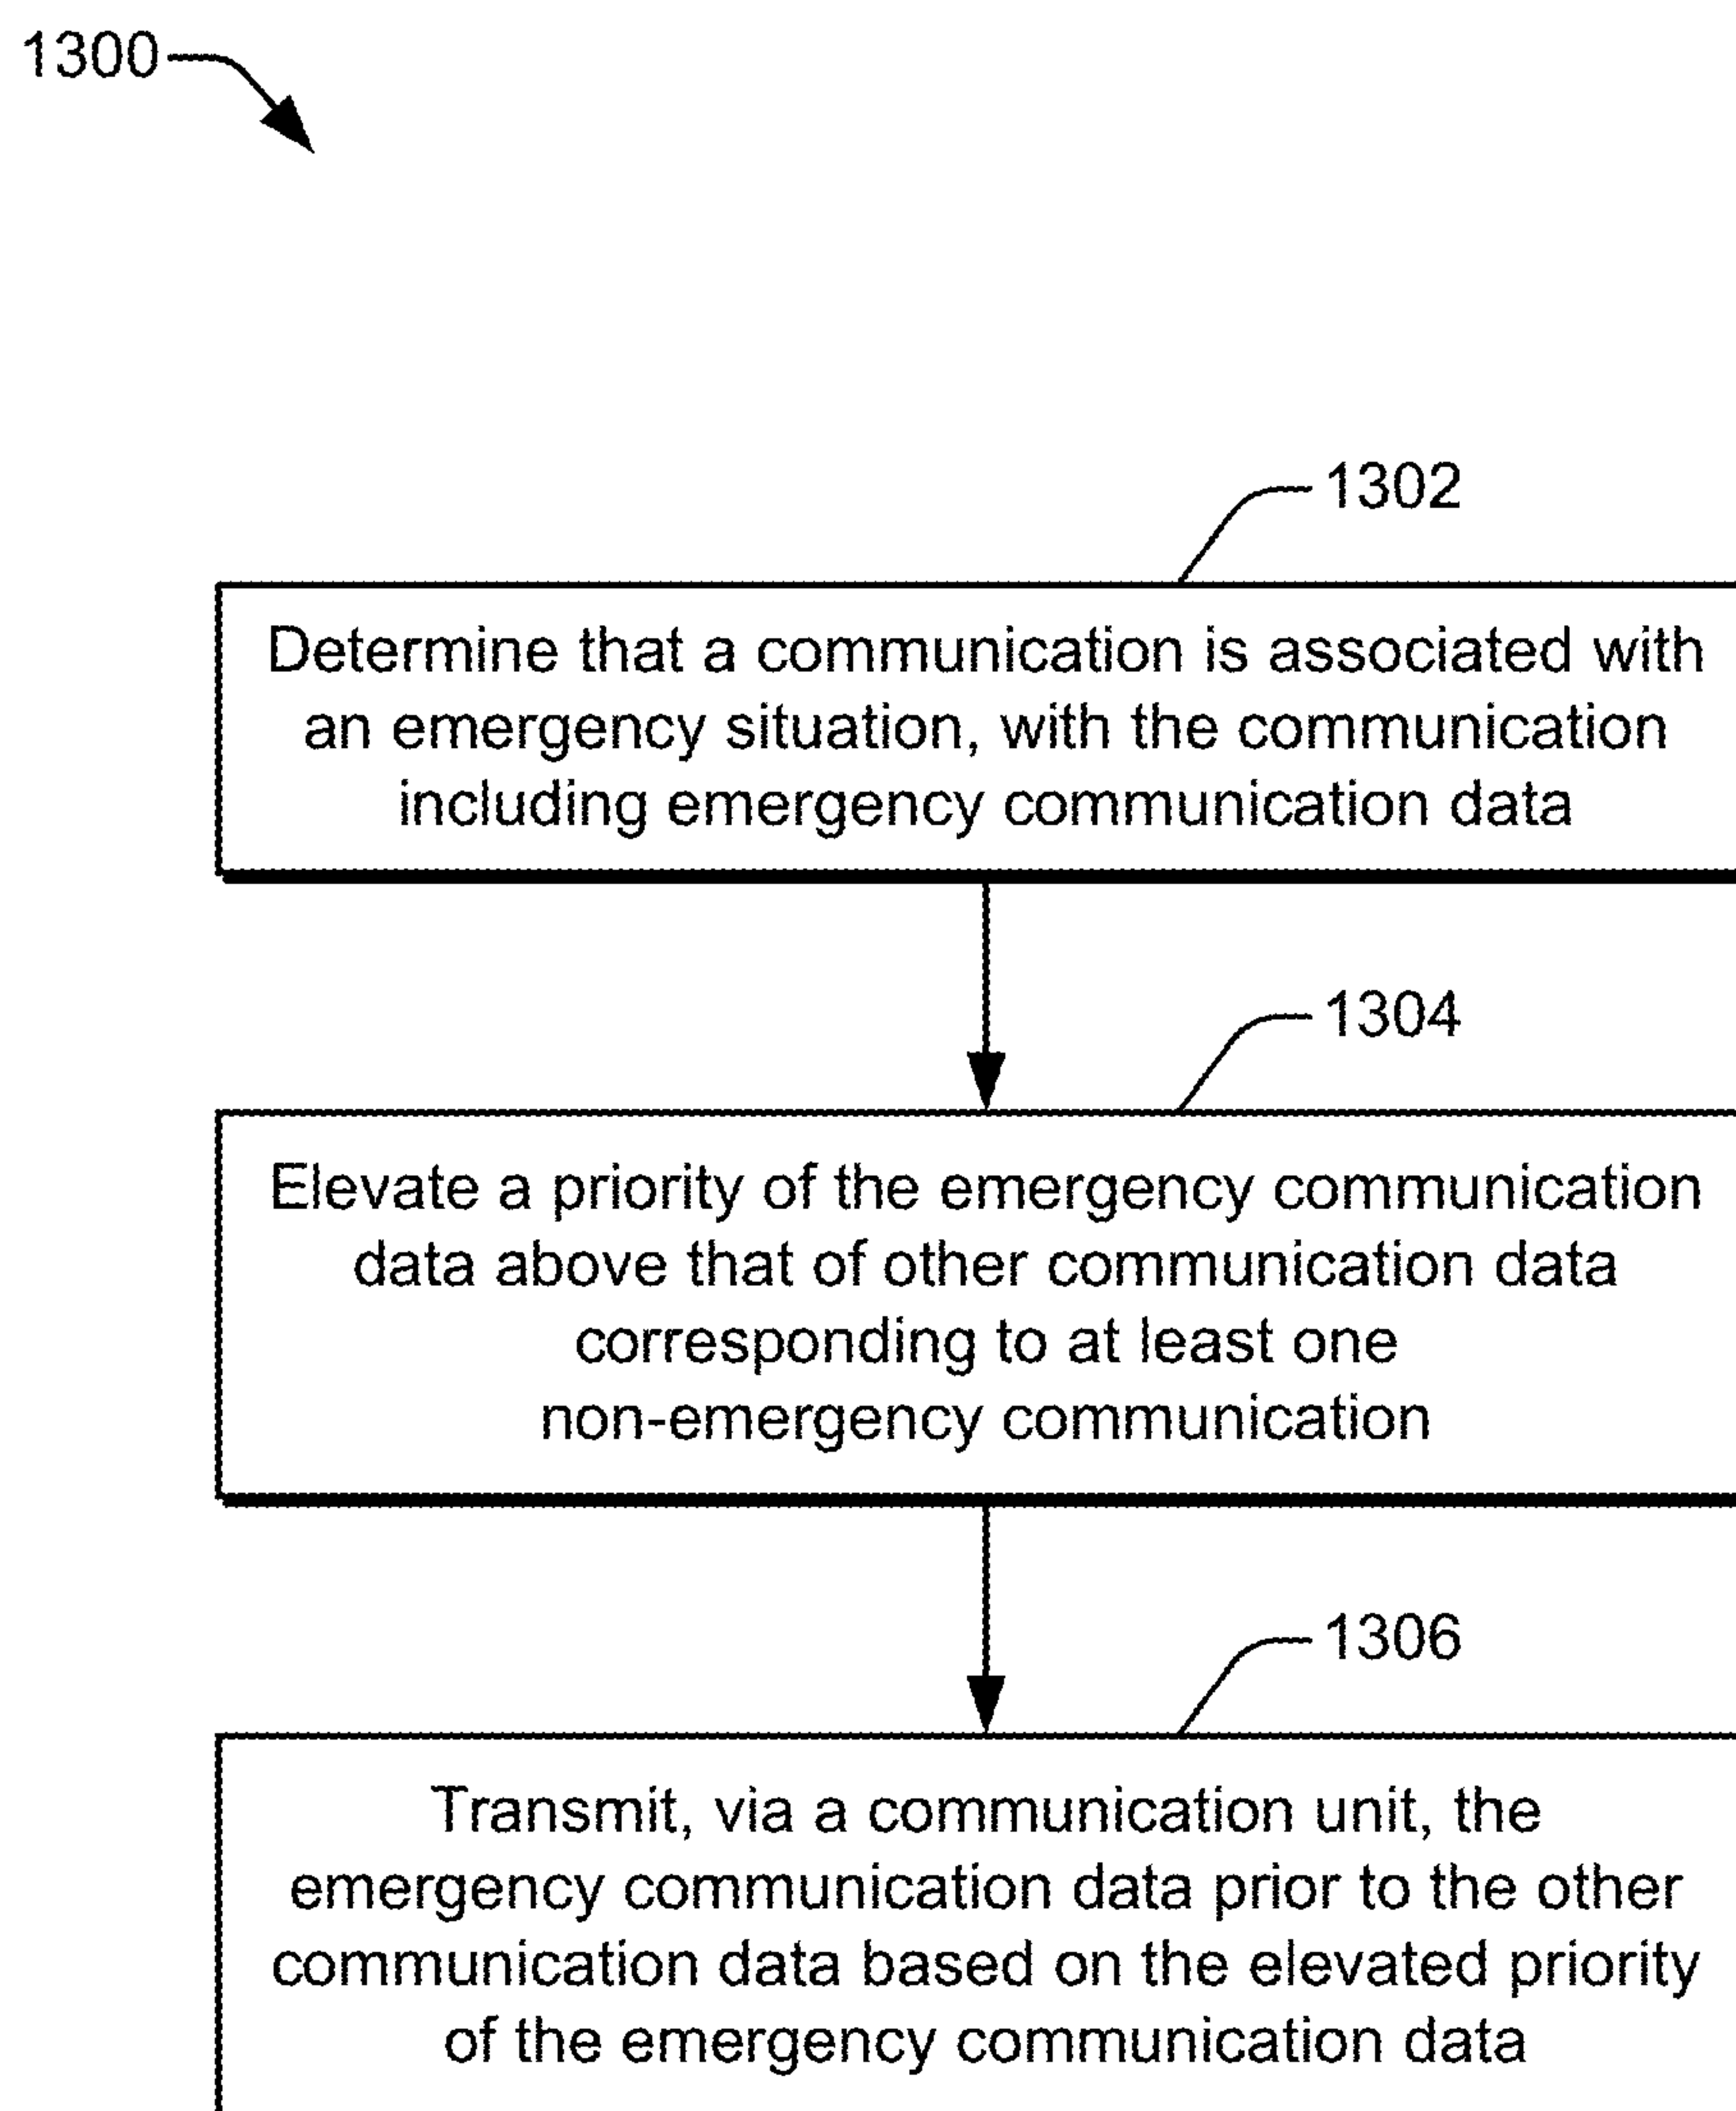 1300
1302
Determine that a communication is associated with
an emergency situation, with the communication
including emergency communication data
1304
Elevate a priority of the emergency communication
data above that of other communication data
corresponding to at least one
non-emergency communication
1306
Transmit, via a communication unit, the
emergency communication data prior to the other
communication data based on the elevated priority
of the emergency communication data